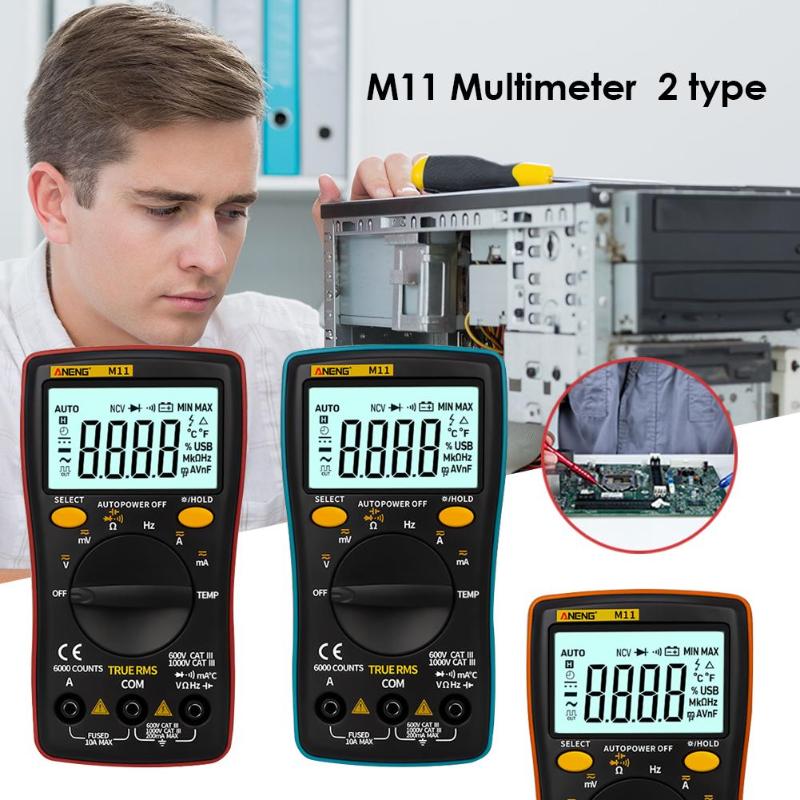 M11 Multimeter 2 type
ANENG M11
AUTO NCV MIN MAX
H
°C °F
8.8.8.8
% USB
MkΩHz
AVnF
OUT
SELECT AUTOPOWER OFF /HOLD
Ω Hz
mV A
V mA
OFF TEMP
CE
600V CAT III
1000V CAT III
6000 COUNTS TRUE RMS
mA°C
A COM VΩHz
FUSED
10A MAX
600V CAT III
1000V CAT II
200mA MAX
ANENG M11
AUTO NCV MIN MAX
H
°C °F
8.8.8.8
% USB
MkΩHz
AVnF
OUT
SELECT AUTOPOWER OFF /HOLD
Ω Hz
mV A
V mA
OFF TEMP
CE
600V CAT III
1000V CAT III
6000 COUNTS TRUE RMS
mA°C
A COM VΩHz
FUSED
10A MAX
600V CAT III
1000V CAT II
200mA MAX
ANENG M11
AUTO NCV MIN MAX
H
°C °F
8.8.8.8
% USB
MkΩHz
AVnF
OUT
SELECT AUTOPOWER OFF /HOLD
Ω Hz
mV A